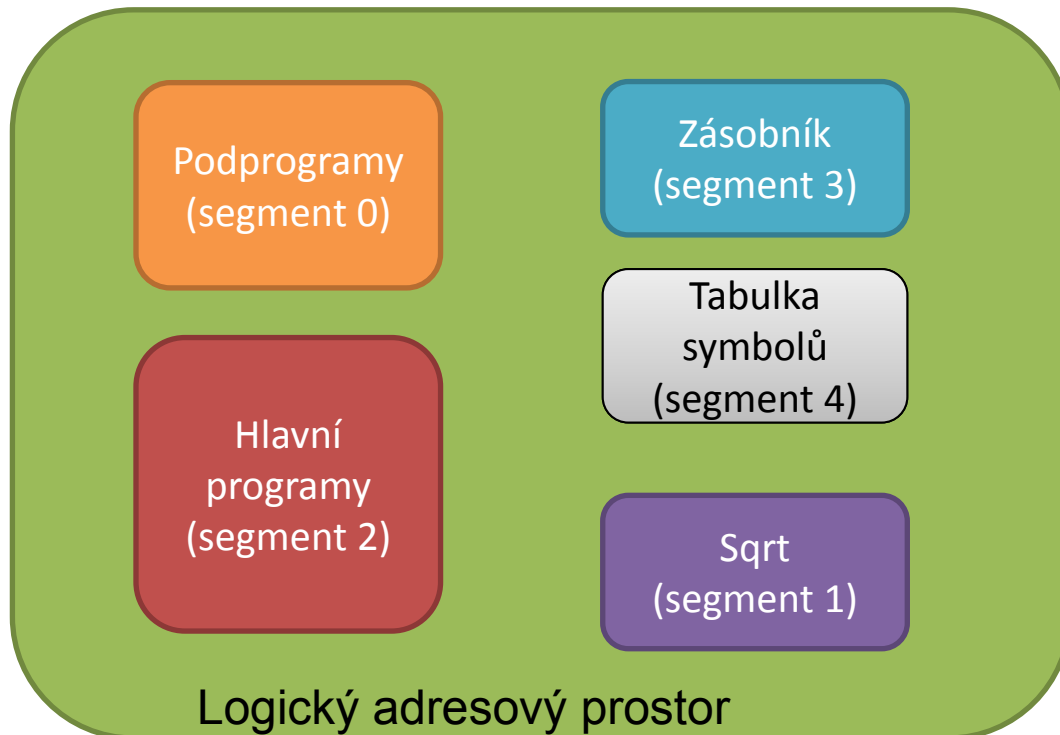 Podprogramy
(segment 0)
Zásobník
(segment 3)
Tabulka
symbolů
(segment 4)
Hlavní
programy
(segment 2)
Sqrt
(segment 1)
Logický adresový prostor